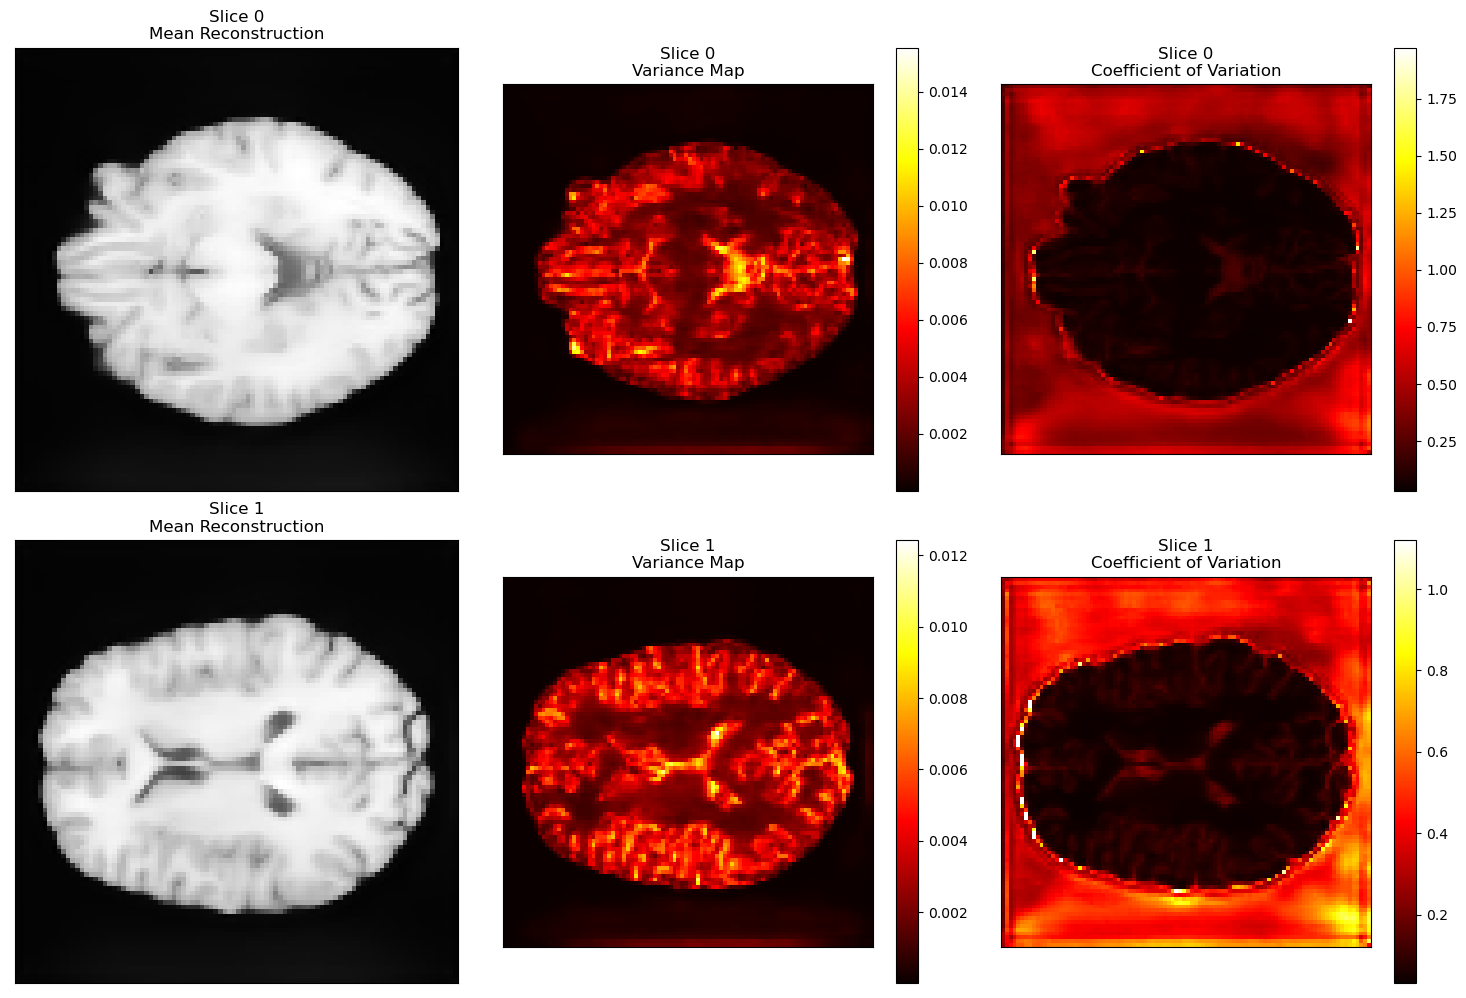 Slice 0
Mean Reconstruction
Slice 0
Variance Map
0.014
0.012
0.010
0.008
0.006
0.004
0.002
Slice 0
Coefficient of Variation
1.75
1.50
1.25
1.00
0.75
0.50
0.25
Slice 1
Mean Reconstruction
Slice 1
Variance Map
0.012
0.010
0.008
0.006
0.004
0.002
Slice 1
Coefficient of Variation
1.0
0.8
0.6
0.4
0.2